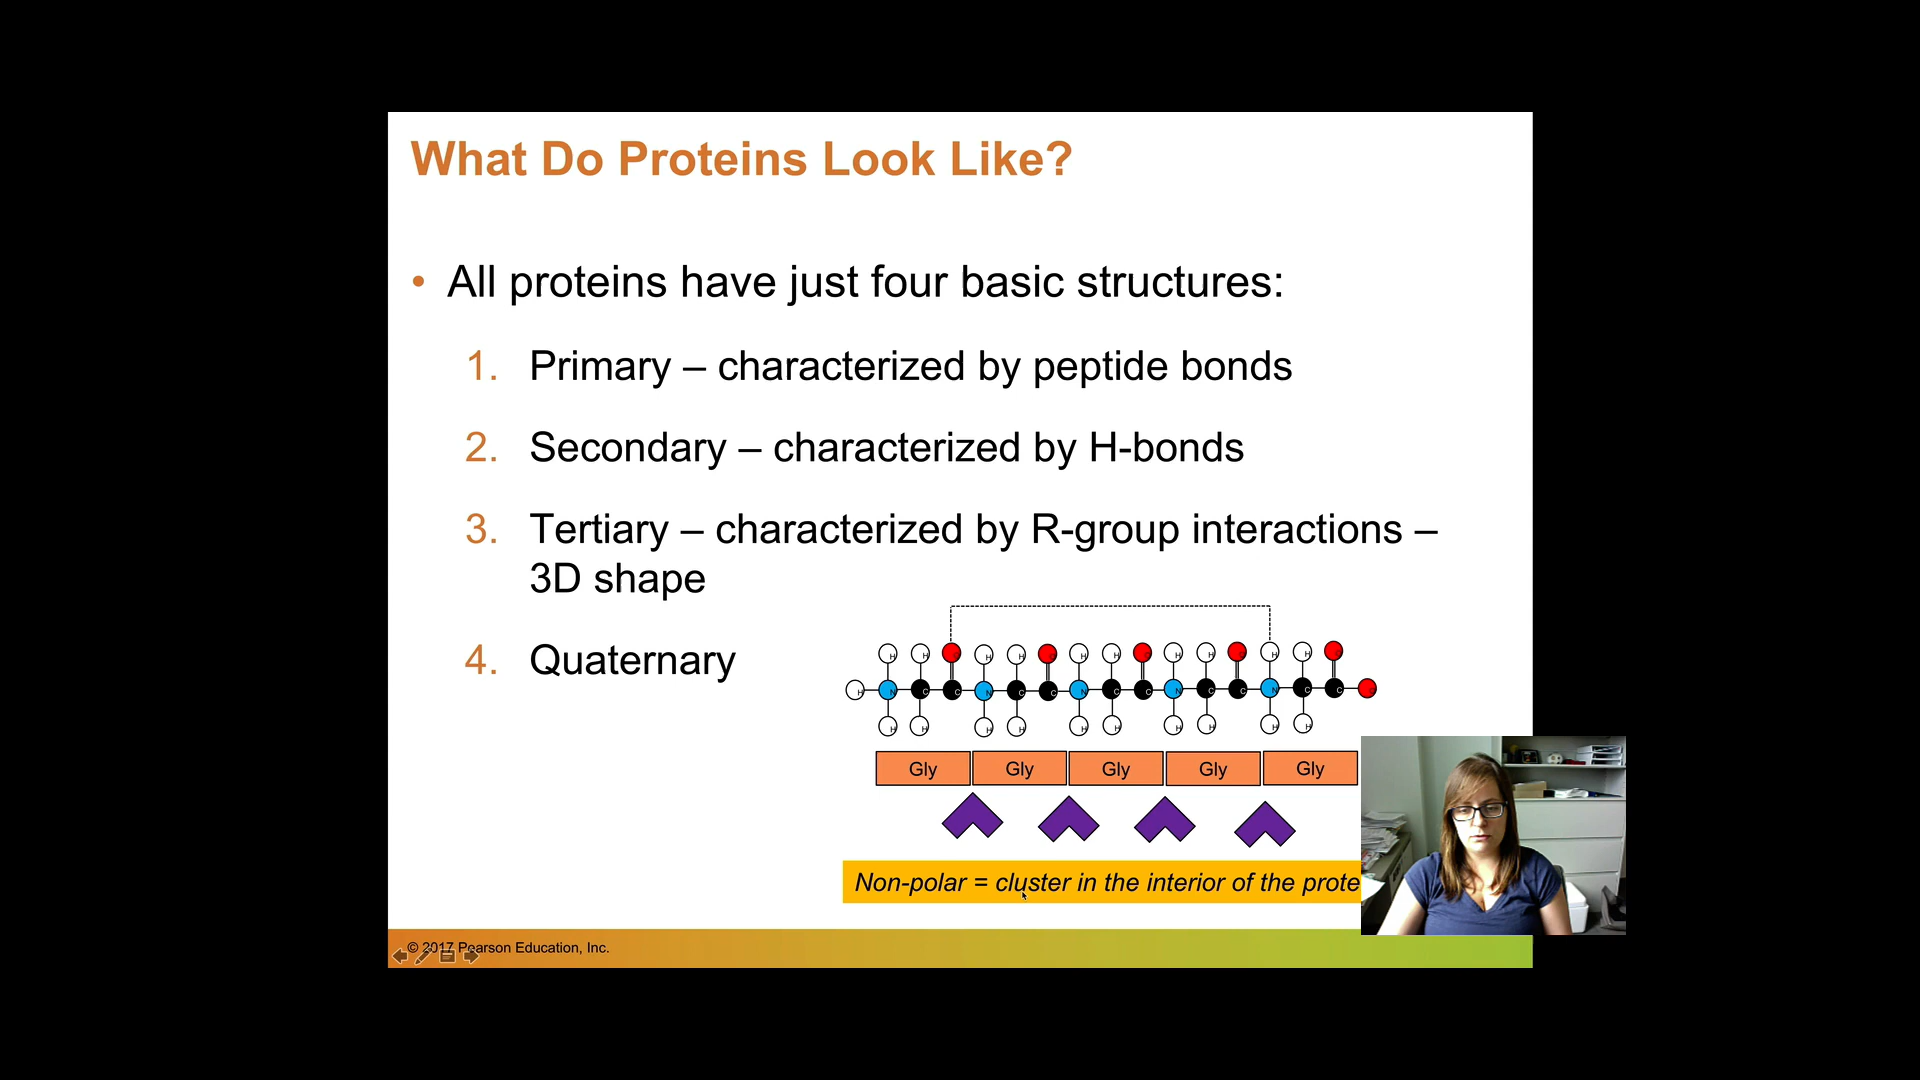 What Do Proteins Look Like?
• All proteins have just four basic structures:
1. Primary – characterized by peptide bonds
2. Secondary – characterized by H-bonds
3. Tertiary – characterized by R-group interactions –
3D shape
4. Quaternary
H H H H H H H H H H
H N C C N C C N C C N C C N C C
H H H H H H H H H H
Gly Gly Gly Gly Gly
Non-polar = cluster in the interior of the prote
© 2017 Pearson Education, Inc.